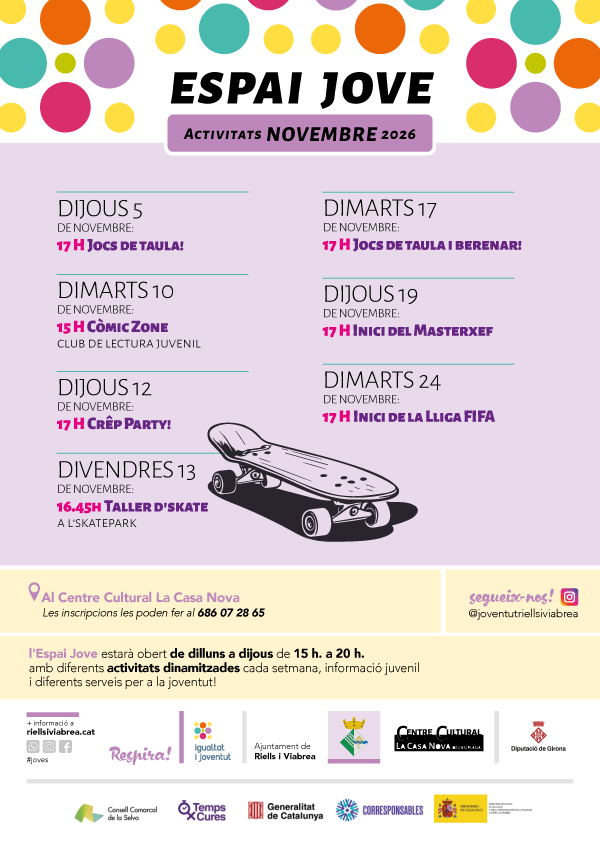 ESPAI JOVE
ACTIVITATS NOVEMBRE 2026
DIJOUS 5
DE NOVEMBRE:
17 H JOCS DE TAULA!
DIMARTS 10
DE NOVEMBRE:
15 H CÒMIC ZONE
CLUB DE LECTURA JUVENIL
DIJOUS 12
DE NOVEMBRE:
17 H CRÊP PARTY!
DIVENDRES 13
DE NOVEMBRE:
16.45H TALLER D'SKATE
A L'SKATEPARK
DIMARTS 17
DE NOVEMBRE:
17 H JOCS DE TAULA I BERENAR!
DIJOUS 19
DE NOVEMBRE:
17 H INICI DEL MASTERXEF
DIMARTS 24
DE NOVEMBRE:
17 H INICI DE LA LLIGA FIFA
Al Centre Cultural La Casa Nova
Les inscripcions les poden fer al 686 07 28 65
segueix-nos!
@joventutriellsiviabrea
l'Espai Jove estarà obert de dilluns a dijous de 15 h. a 20 h.
amb diferents activitats dinamitzades cada setmana, informació juvenil
i diferents serveis per a la joventut!
+ informació a
riellsiviabrea.cat
#joves
Respira!
igualtat
i joventut
Ajuntament de
Riells i Viabrea
CENTRE CULTURAL
LA CASA NOVA
Diputació de Girona
Consell Comarcal
de la Selva
Temps
Cures
Generalitat
de Catalunya
CORRESPONSABLES